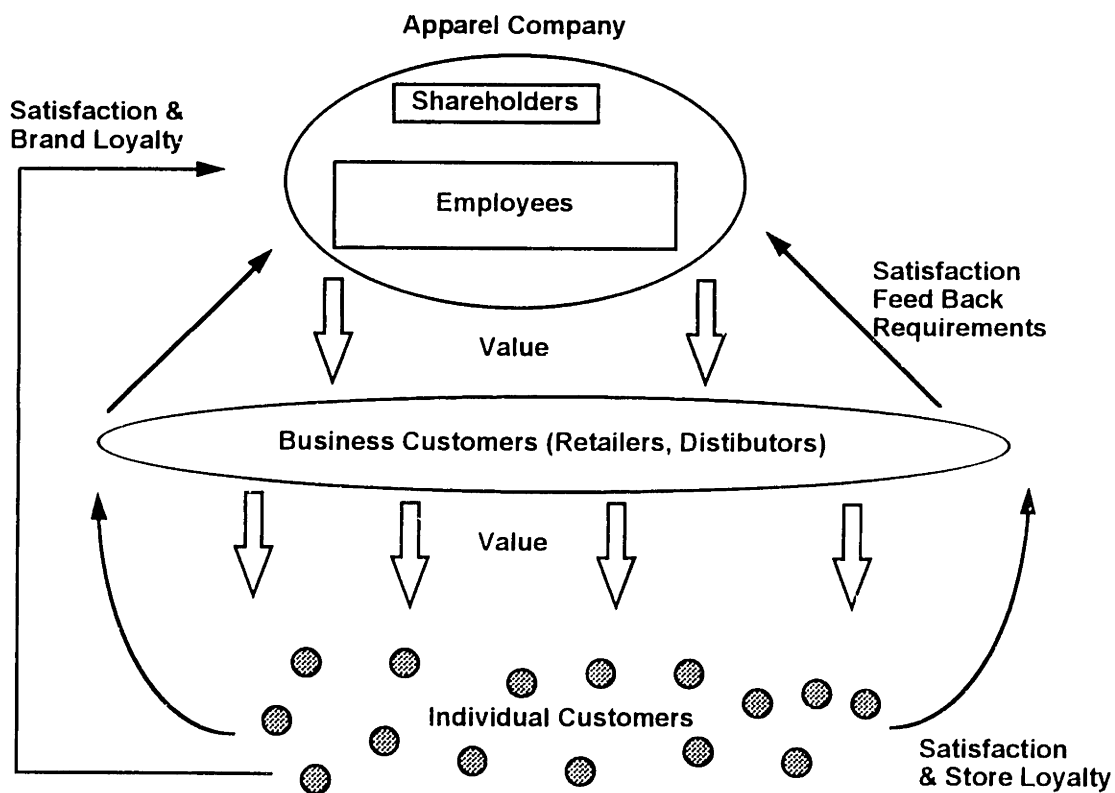 Apparel Company
Shareholders
Satisfaction &
Brand Loyalty
Employees
Satisfaction
Feed Back
Requirements
Value
Business Customers (Retailers, Distibutors)
Value
Individual Customers
Satisfaction
& Store Loyalty